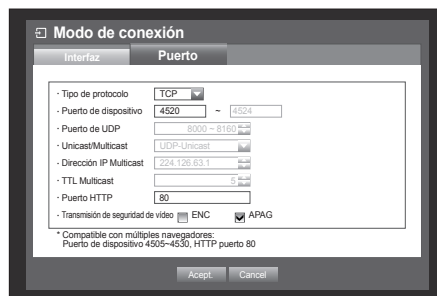 Modo de conexión
Interfaz Puerto
· Tipo de protocolo TCP
· Puerto de dispositivo 4520 ~ 4524
· Puerto de UDP 8000 ~ 8160
· Unicast/Multicast UDP-Unicast
· Dirección IP Multicast 224.126.63.1
· TTL Multicast 5
· Puerto HTTP 80
· Transmisión de seguridad de vídeo ENC APAG
* Compatible con múltiples navegadores:
Puerto de dispositivo 4505~4530, HTTP puerto 80
Acept. Cancel